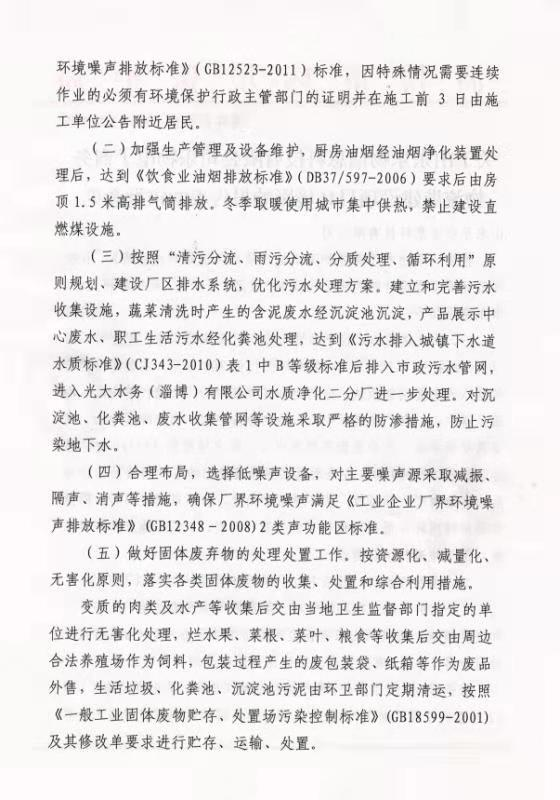 环境噪声排放标准》(GB12523-2011)标准，因特殊情况需要连续
作业的必须有环境保护行政主管部门的证明并在施工前 3 日由施
工单位公告附近居民。
（二）加强生产管理及设备维护，厨房油烟经油烟净化装置处
理后，达到《饮食业油烟排放标准》(DB37/597-2006)要求后由房
顶 1.5 米高排气筒排放。冬季取暖使用城市集中供热，禁止建设直
燃煤设施。
（三）按照“清污分流、雨污分流、分质处理、循环利用”原
则规划、建设厂区排水系统，优化污水处理方案。建立和完善污水
收集设施，蔬菜清洗时产生的含泥废水经沉淀池沉淀，产品展示中
心废水、职工生活污水经化粪池处理，达到《污水排入城镇下水道
水质标准》(CJ343-2010)表 1 中 B 等级标准后排入市政污水管网，
进入光大水务（淄博）有限公司水质净化二分厂进一步处理。对沉
淀池、化粪池、废水收集管网等设施采取严格的防渗措施，防止污
染地下水。
（四）合理布局，选择低噪声设备，对主要噪声源采取减振、
隔声、消声等措施，确保厂界环境噪声满足《工业企业厂界环境噪
声排放标准》(GB12348－2008)2 类声功能区标准。
（五）做好固体废弃物的处理处置工作。按资源化、减量化、
无害化原则，落实各类固体废物的收集、处置和综合利用措施。
变质的肉类及水产等收集后交由当地卫生监督部门指定的单
位进行无害化处理，烂水果、菜根、菜叶、粮食等收集后交由周边
合法养殖场作为饲料，包装过程产生的废包装袋、纸箱等作为废品
外售，生活垃圾、化粪池、沉淀池污泥由环卫部门定期清运，按照
《一般工业固体废物贮存、处置场污染控制标准》(GB18599-2001)
及其修改单要求进行贮存、运输、处置。